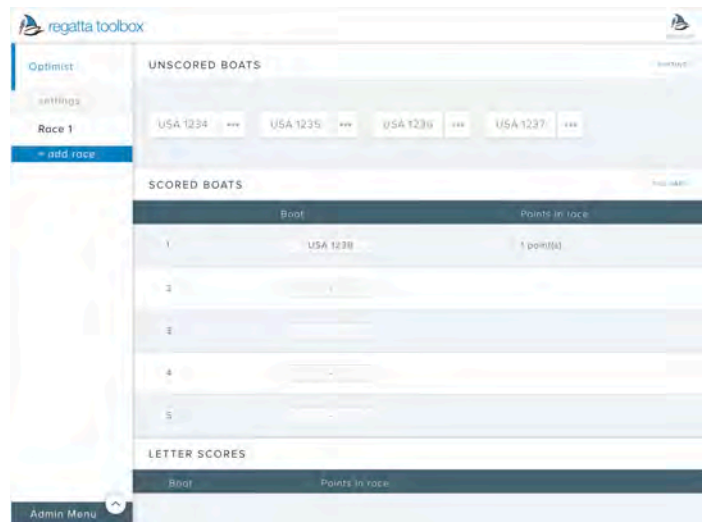 regatta toolbox
Optimist
settings
Race 1
+ add race
Admin Menu
UNSCORED BOATS
USA 1234 ••• USA 1235 ••• USA 1236 ••• USA 1237 •••
SCORED BOATS
Boat Points in race
1 USA 1238 1 point(s)
2 -
3
4 -
5 -
LETTER SCORES
Boat Points in race